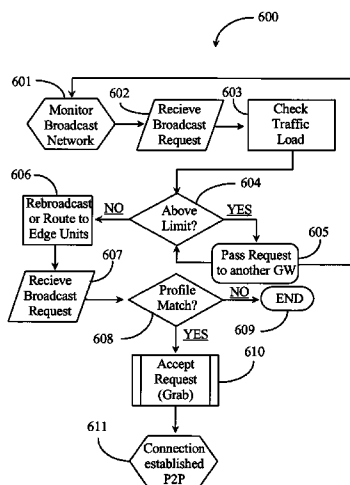 600
601
602
603
Monitor
Broadcast
Network
Recieve
Broadcast
Request
Check
Traffic
Load
606
604
NO
Above
Limit?
YES
605
Rebroadcast
or Route to
Edge Units
Pass Request
to another GW
607
Recieve
Broadcast
Request
Profile
Match?
NO
END
608
609
YES
610
Accept
Request
(Grab)
611
Connection
established
P2P